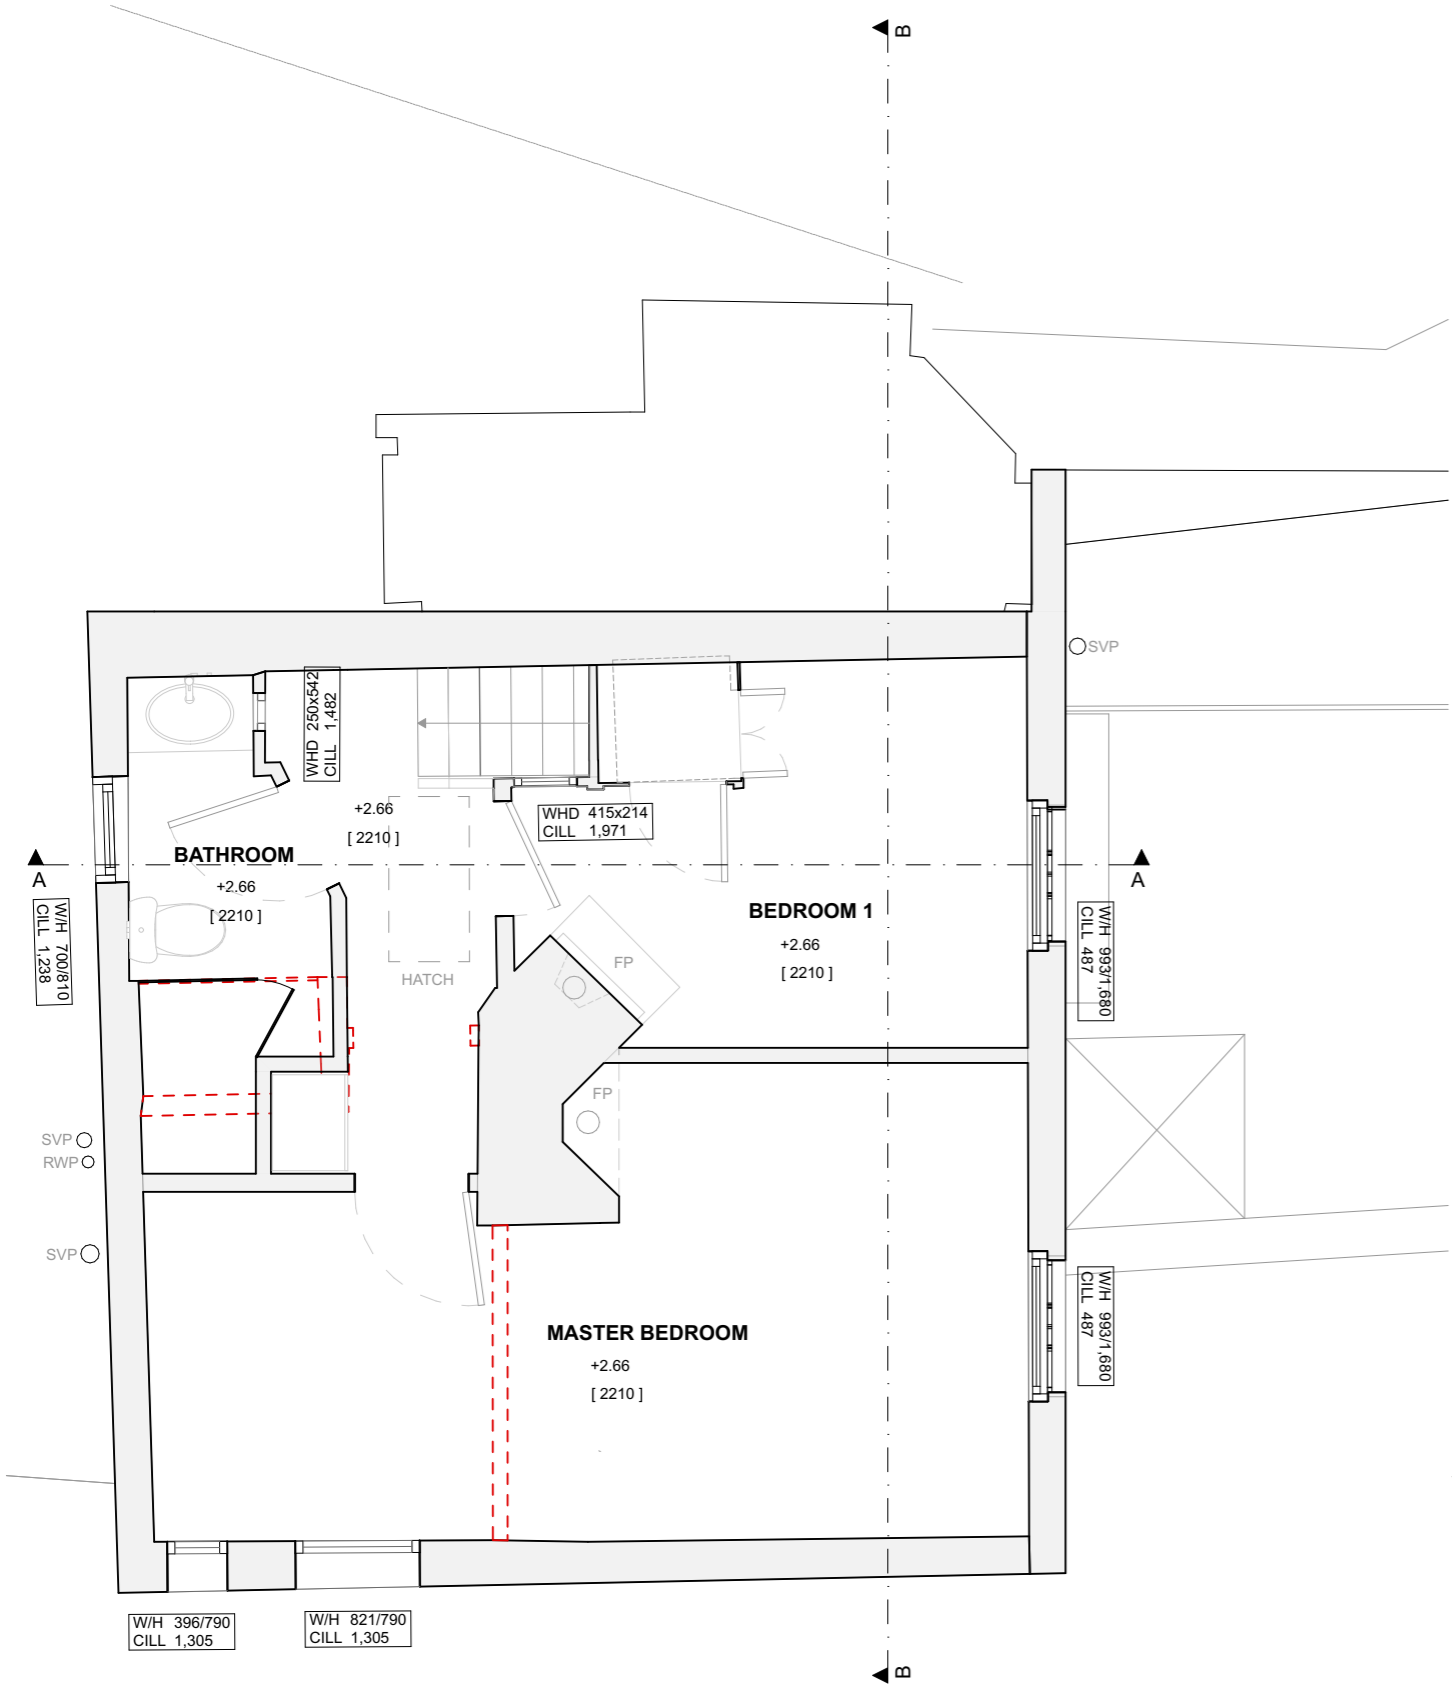 B
SVP
WHD 250x542
CILL 1,482
+2.66
[ 2210 ]
WHD 415x214
CILL 1,971
BATHROOM
+2.66
[ 2210 ]
A
A
W/H 700/810
CILL 1,238
BEDROOM 1
+2.66
[ 2210 ]
W/H 993/1,680
CILL 487
HATCH
FP
FP
SVP
RWP
SVP
MASTER BEDROOM
+2.66
[ 2210 ]
W/H 993/1,680
CILL 487
W/H 396/790
CILL 1,305
W/H 821/790
CILL 1,305
B